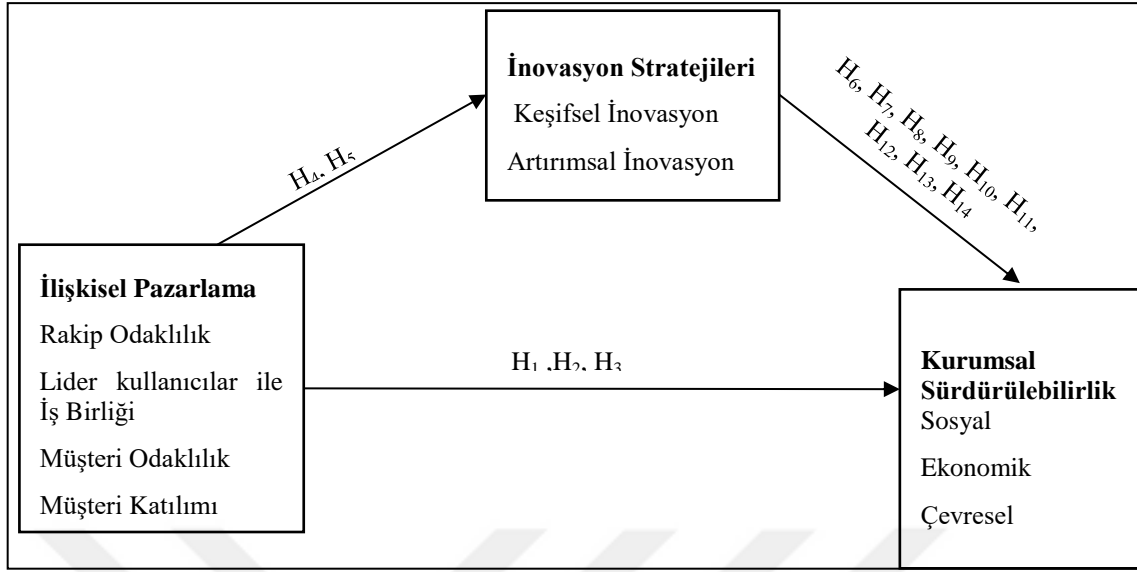 İnovasyon Stratejileri
Keşifsel İnovasyon
Artırımsal İnovasyon
H₆, H₇, H₈, H₉, H₁₀, H₁₁,
H₁₂, H₁₃, H₁₄
H₄, H₅
İlişkisel Pazarlama
Rakip Odaklılık
Lider kullanıcılar ile
İş Birliği
Müşteri Odaklılık
Müşteri Katılımı
H₁ ,H₂, H₃
Kurumsal
Sürdürülebilirlik
Sosyal
Ekonomik
Çevresel